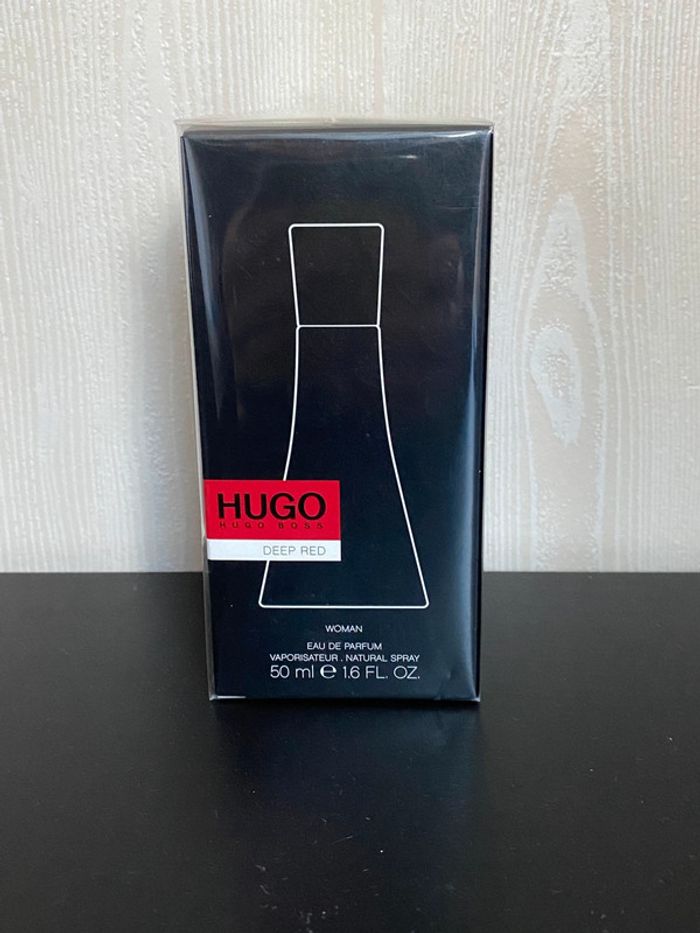 HUGO
HUGO BOSS
DEEP RED
WOMAN
EAU DE PARFUM
VAPORISATEUR . NATURAL SPRAY
50 ml ℮ 1.6 FL. OZ.